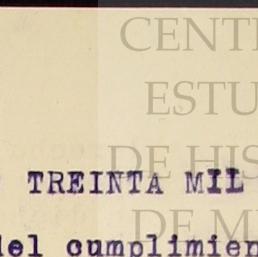 CENT
ESTU
DE HIS
TREINTA MIL
DE M
del cumplimien